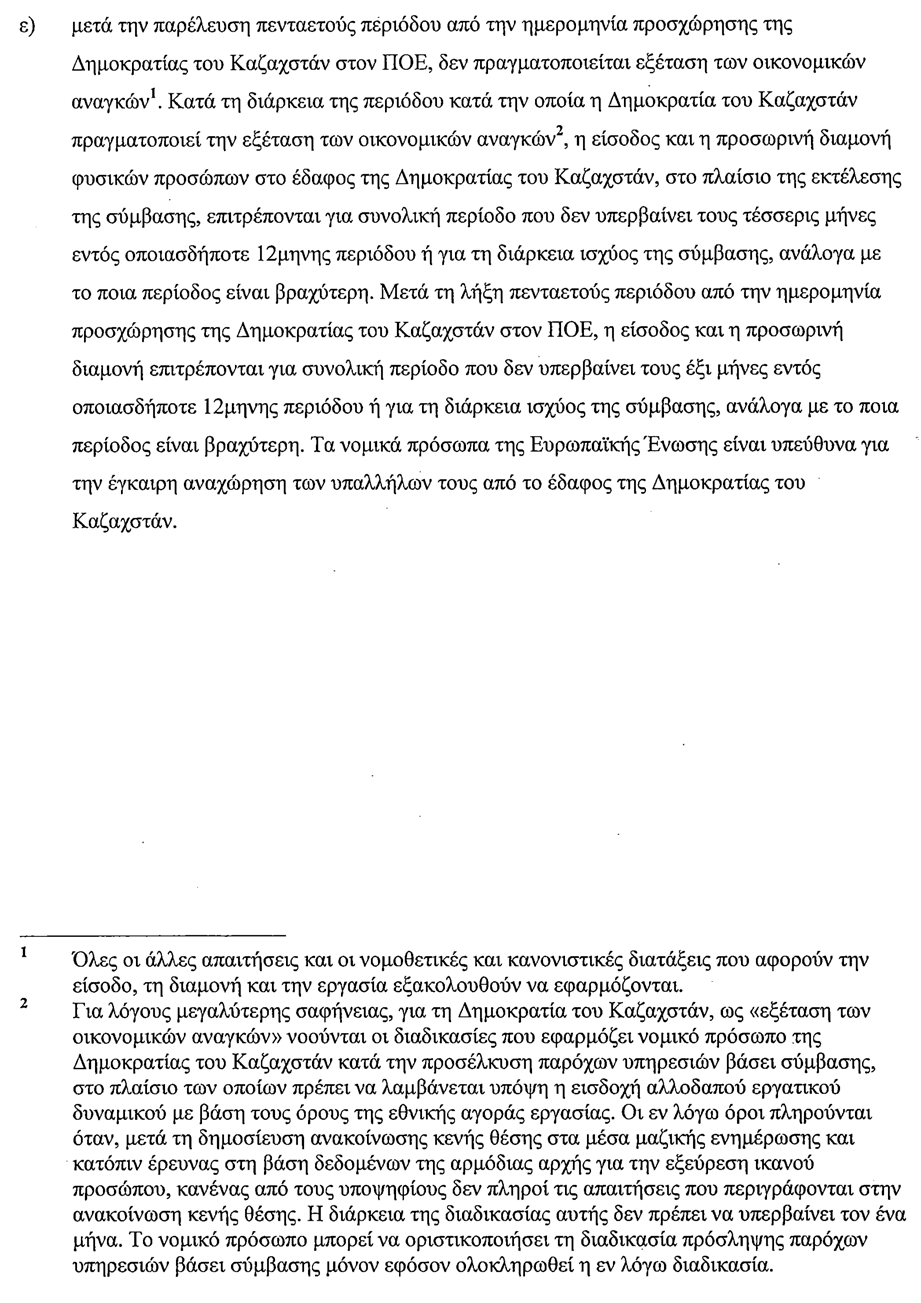 ε) μετά την παρέλευση πενταετούς περιόδου από την ημερομηνία προσχώρησης της
Δημοκρατίας του Καζαχστάν στον ΠΟΕ, δεν πραγματοποιείται εξέταση των οικονομικών
αναγκών¹. Κατά τη διάρκεια της περιόδου κατά την οποία η Δημοκρατία του Καζαχστάν
πραγματοποιεί την εξέταση των οικονομικών αναγκών², η είσοδος και η προσωρινή διαμονή
φυσικών προσώπων στο έδαφος της Δημοκρατίας του Καζαχστάν, στο πλαίσιο της εκτέλεσης
της σύμβασης, επιτρέπονται για συνολική περίοδο που δεν υπερβαίνει τους τέσσερις μήνες
εντός οποιασδήποτε 12μηνης περιόδου ή για τη διάρκεια ισχύος της σύμβασης, ανάλογα με
το ποια περίοδος είναι βραχύτερη. Μετά τη λήξη πενταετούς περιόδου από την ημερομηνία
προσχώρησης της Δημοκρατίας του Καζαχστάν στον ΠΟΕ, η είσοδος και η προσωρινή
διαμονή επιτρέπονται για συνολική περίοδο που δεν υπερβαίνει τους έξι μήνες εντός
οποιασδήποτε 12μηνης περιόδου ή για τη διάρκεια ισχύος της σύμβασης, ανάλογα με το ποια
περίοδος είναι βραχύτερη. Τα νομικά πρόσωπα της Ευρωπαϊκής Ένωσης είναι υπεύθυνα για
την έγκαιρη αναχώρηση των υπαλλήλων τους από το έδαφος της Δημοκρατίας του
Καζαχστάν.
1 Όλες οι άλλες απαιτήσεις και οι νομοθετικές και κανονιστικές διατάξεις που αφορούν την
είσοδο, τη διαμονή και την εργασία εξακολουθούν να εφαρμόζονται.
2 Για λόγους μεγαλύτερης σαφήνειας, για τη Δημοκρατία του Καζαχστάν, ως «εξέταση των
οικονομικών αναγκών» νοούνται οι διαδικασίες που εφαρμόζει νομικό πρόσωπο της
Δημοκρατίας του Καζαχστάν κατά την προσέλκυση παρόχων υπηρεσιών βάσει σύμβασης,
στο πλαίσιο των οποίων πρέπει να λαμβάνεται υπόψη η εισδοχή αλλοδαπού εργατικού
δυναμικού με βάση τους όρους της εθνικής αγοράς εργασίας. Οι εν λόγω όροι πληρούνται
όταν, μετά τη δημοσίευση ανακοίνωσης κενής θέσης στα μέσα μαζικής ενημέρωσης και
κατόπιν έρευνας στη βάση δεδομένων της αρμόδιας αρχής για την εξεύρεση ικανού
προσώπου, κανένας από τους υποψηφίους δεν πληροί τις απαιτήσεις που περιγράφονται στην
ανακοίνωση κενής θέσης. Η διάρκεια της διαδικασίας αυτής δεν πρέπει να υπερβαίνει τον ένα
μήνα. Το νομικό πρόσωπο μπορεί να οριστικοποιήσει τη διαδικασία πρόσληψης παρόχων
υπηρεσιών βάσει σύμβασης μόνον εφόσον ολοκληρωθεί η εν λόγω διαδικασία.